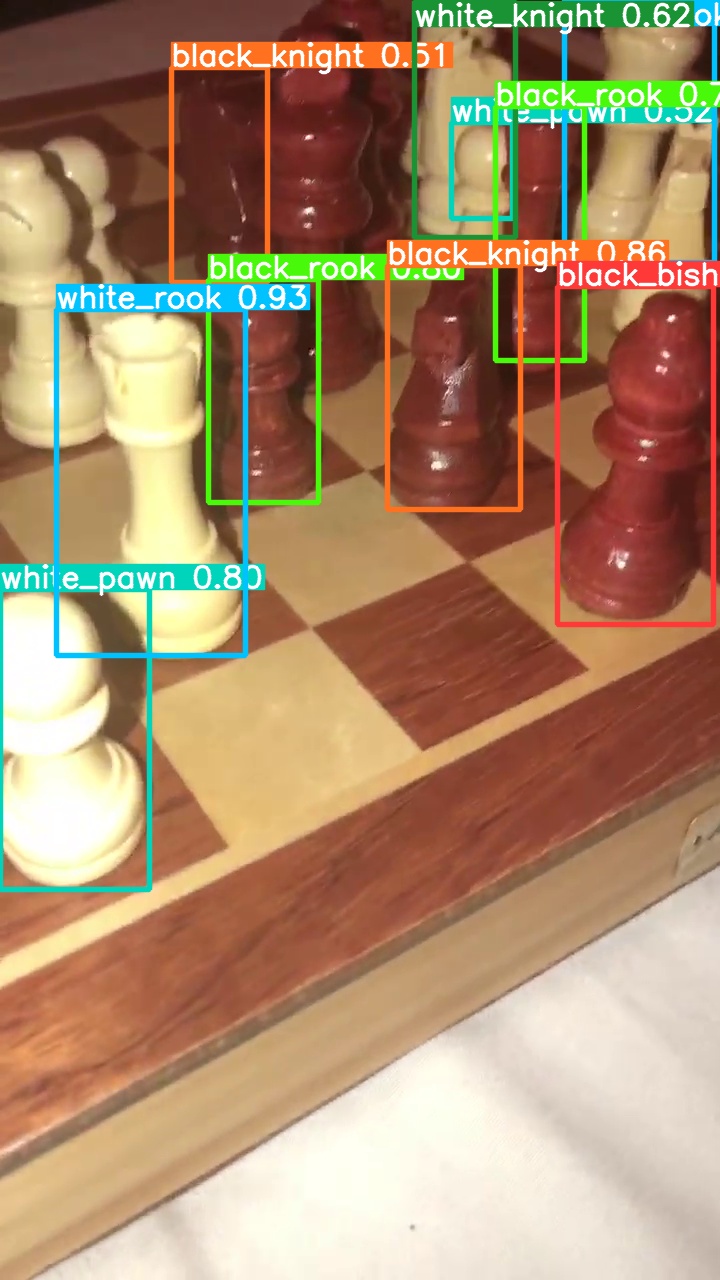 white_knight 0.62
black_knight 0.51
black_rook 0.7
white_pawn 0.52
black_knight 0.86
black_rook 0.80
black_bish
white_rook 0.93
white_pawn 0.80